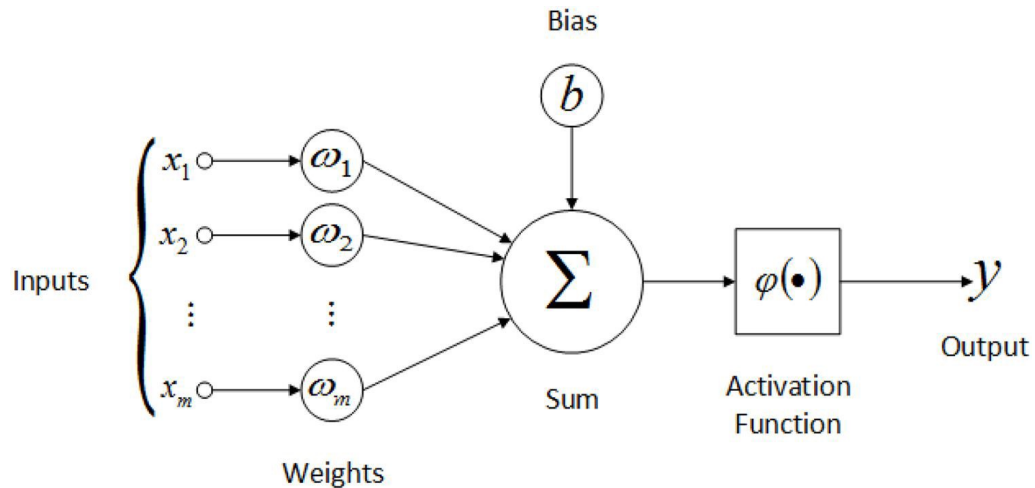 Bias
b
x₁ ω₁
x₂ ω₂
Inputs
⋮ ⋮
Σ
φ(•)
y
xₘ ωₘ
Output
Sum
Activation
Function
Weights